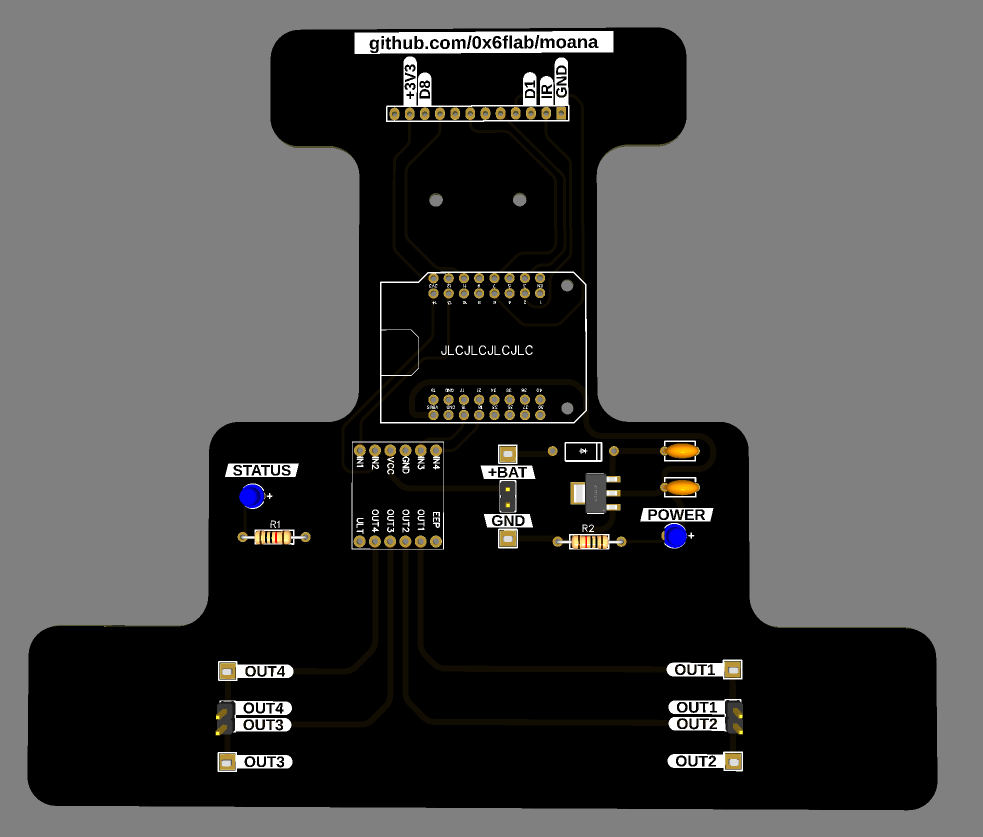 github.com/0x6flab/moana
+3V3
D8
D1
IR
GND
JLCJLCJLCJLC
IN1
IN2
VCC
GND
IN3
IN4
ULT
OUT4
OUT3
OUT2
OUT1
EEP
STATUS
+
R1
+BAT
GND
R2
POWER
+
OUT4
OUT1
OUT4
OUT1
OUT3
OUT2
OUT3
OUT2